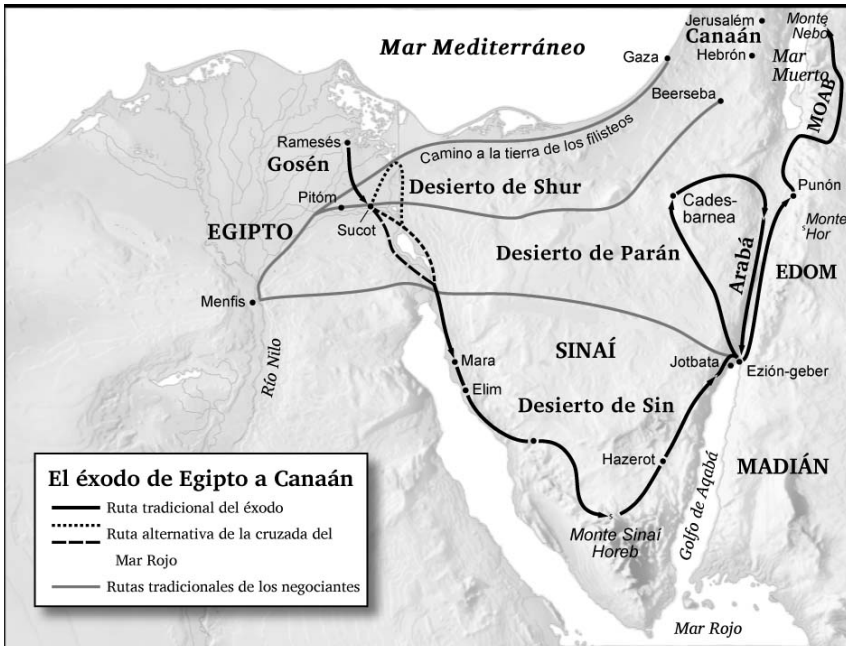 Mar Mediterráneo
Jerusalém
Canaán
Hebrón
Monte
Nebo
Mar
Muerto
Gaza
Beerseba
MOAB
Camino a la tierra de los filisteos
Ramesés
Gosén
Desierto de Shur
Pitóm
Sucot
EGIPTO
Cades-
barnea
Punón
Monte
Hor
Desierto de Parán
Arabá
EDOM
Menfis
Río Nilo
SINAÍ
Mara
Elim
Jotbata
Ezión-geber
Desierto de Sin
Hazerot
MADIÁN
Golfo de Aqabá
Monte Sinaí
Horeb
Mar Rojo
El éxodo de Egipto a Canaán
Ruta tradicional del éxodo
Ruta alternativa de la cruzada del
Mar Rojo
Rutas tradicionales de los negociantes